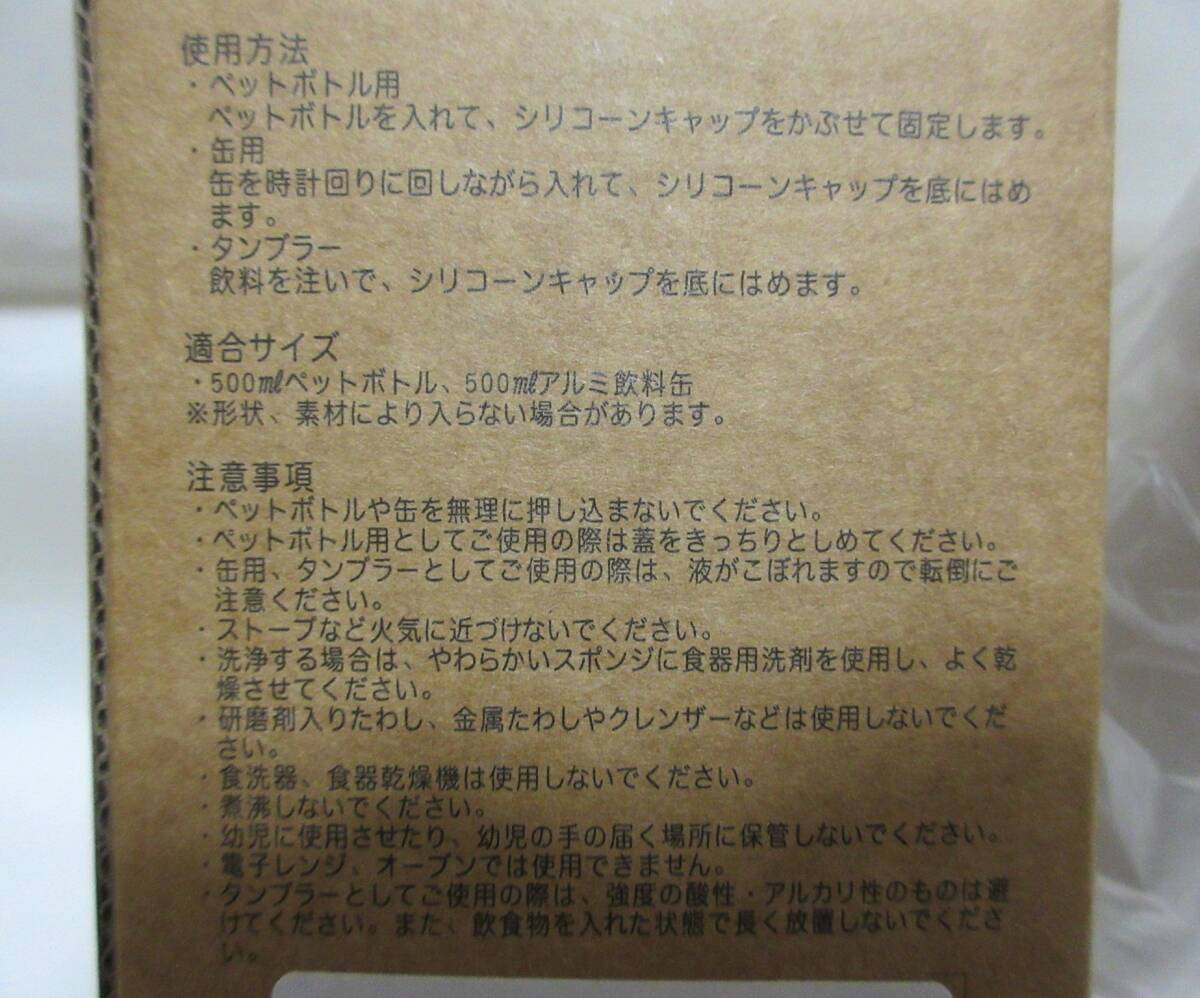 使用方法
・ペットボトル用
ペットボトルを入れて、シリコーンキャップをかぶせて固定します。
・缶用
缶を時計回りに回しながら入れて、シリコーンキャップを底にはめ
ます。
・タンブラー
飲料を注いで、シリコーンキャップを底にはめます。
適合サイズ
・500㎖ペットボトル、500㎖アルミ飲料缶
※形状、素材により入らない場合があります。
注意事項
・ペットボトルや缶を無理に押し込まないでください。
・ペットボトル用としてご使用の際は蓋をきっちりとしめてください。
・缶用、タンブラーとしてご使用の際は、液がこぼれますので転倒にご
注意ください。
・ストーブなど火気に近づけないでください。
・洗浄する場合は、やわらかいスポンジに食器用洗剤を使用し、よく乾
燥させてください。
・研磨剤入りたわし、金属たわしやクレンザーなどは使用しないでくだ
さい。
・食洗器、食器乾燥機は使用しないでください。
・煮沸しないでください。
・幼児に使用させたり、幼児の手の届く場所に保管しないでください。
・電子レンジ、オーブンでは使用できません。
・タンブラーとしてご使用の際は、強度の酸性・アルカリ性のものは避
けてください。また、飲食物を入れた状態で長く放置しないでくださ
い。